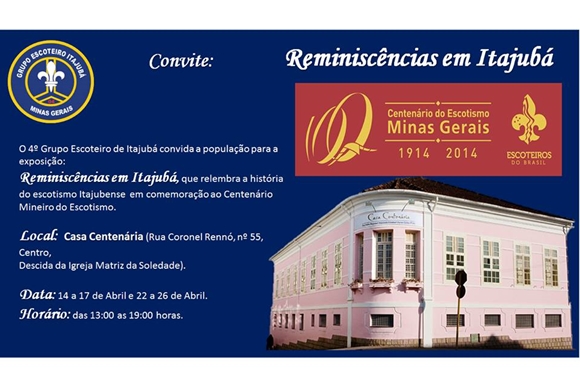 GRUPO ESCOTEIRO ITAJUBÁ
MINAS GERAIS
Convite:
Reminiscências em Itajubá
Centenário do Escotismo
Minas Gerais
1914 2014
ESCOTEIROS
DO BRASIL
O 4º Grupo Escoteiro de Itajubá convida a população para a
exposição:
Reminiscências em Itajubá, que relembra a história
do escotismo Itajubense em comemoração ao Centenário
Mineiro do Escotismo.
Local: Casa Centenária (Rua Coronel Rennó, nº 55,
Centro,
Descida da Igreja Matriz da Soledade).
Data: 14 a 17 de Abril e 22 a 26 de Abril.
Horário: das 13:00 as 19:00 horas.
Casa Centenária